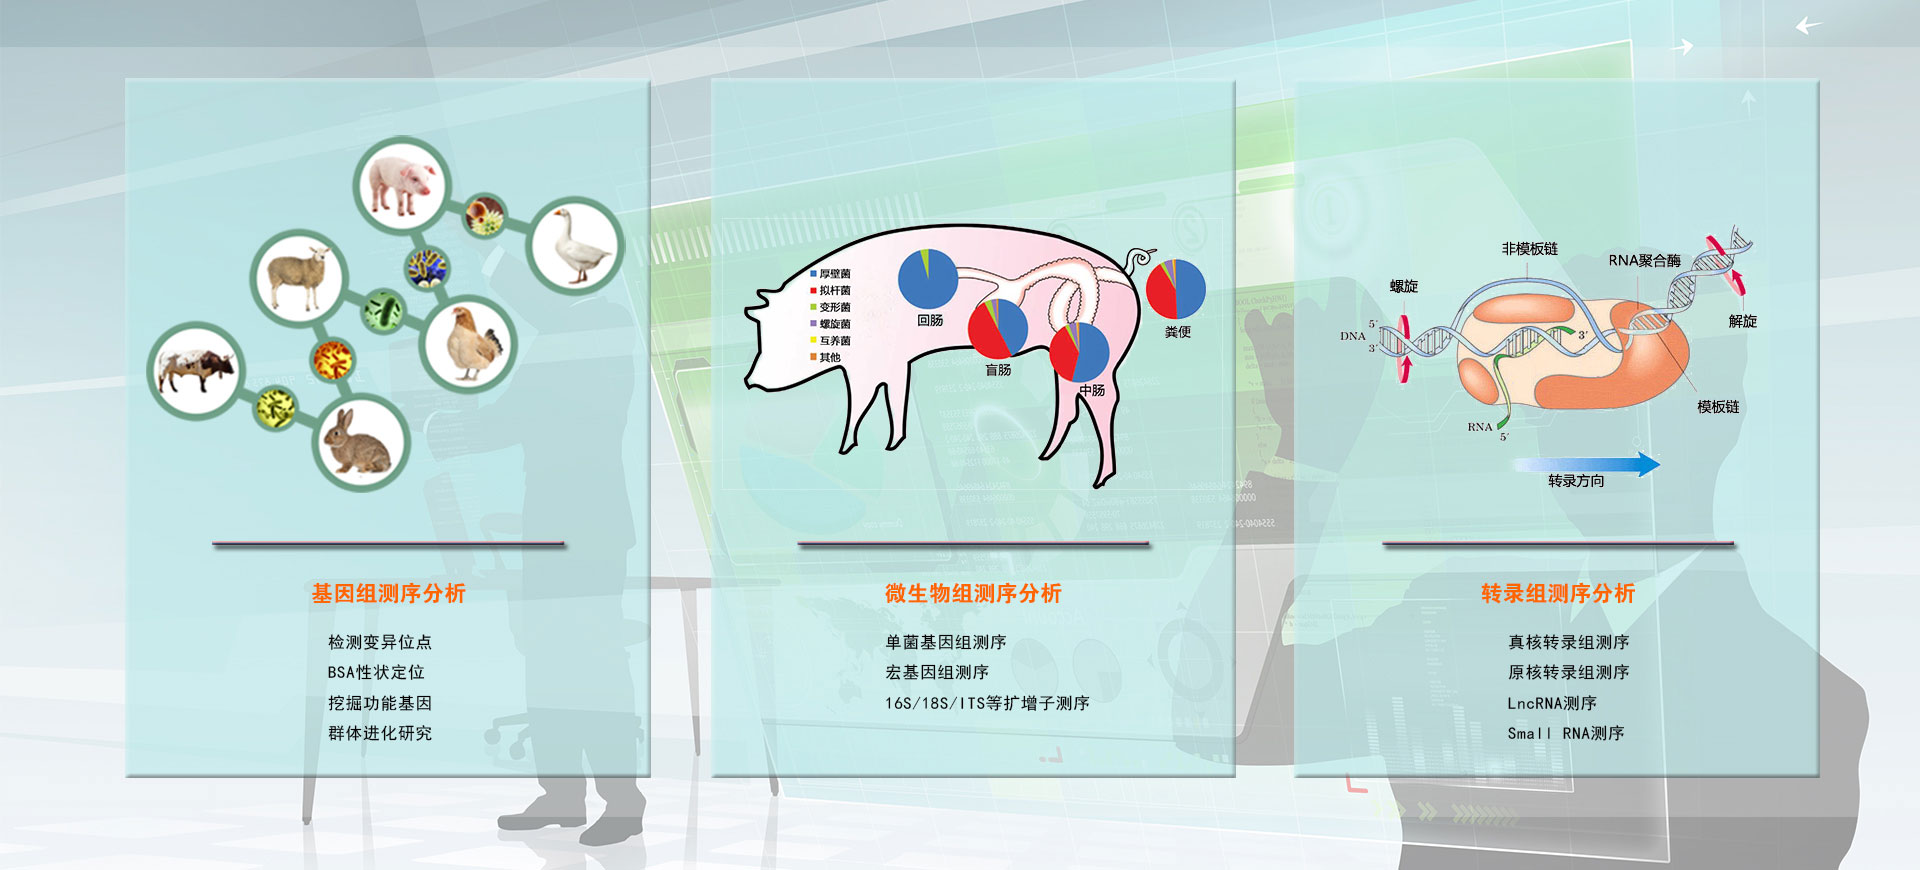 厚壁菌
拟杆菌
变形菌
螺旋菌
互养菌
其他
回肠
盲肠
中肠
粪便
非模板链
RNA聚合酶
螺旋
解旋
DNA
5′
3′
3′
模板链
RNA
5′
转录方向
基因组测序分析
检测变异位点
BSA性状定位
挖掘功能基因
群体进化研究
微生物组测序分析
单菌基因组测序
宏基因组测序
16S/18S/ITS等扩增子测序
转录组测序分析
真核转录组测序
原核转录组测序
LncRNA测序
Small RNA测序